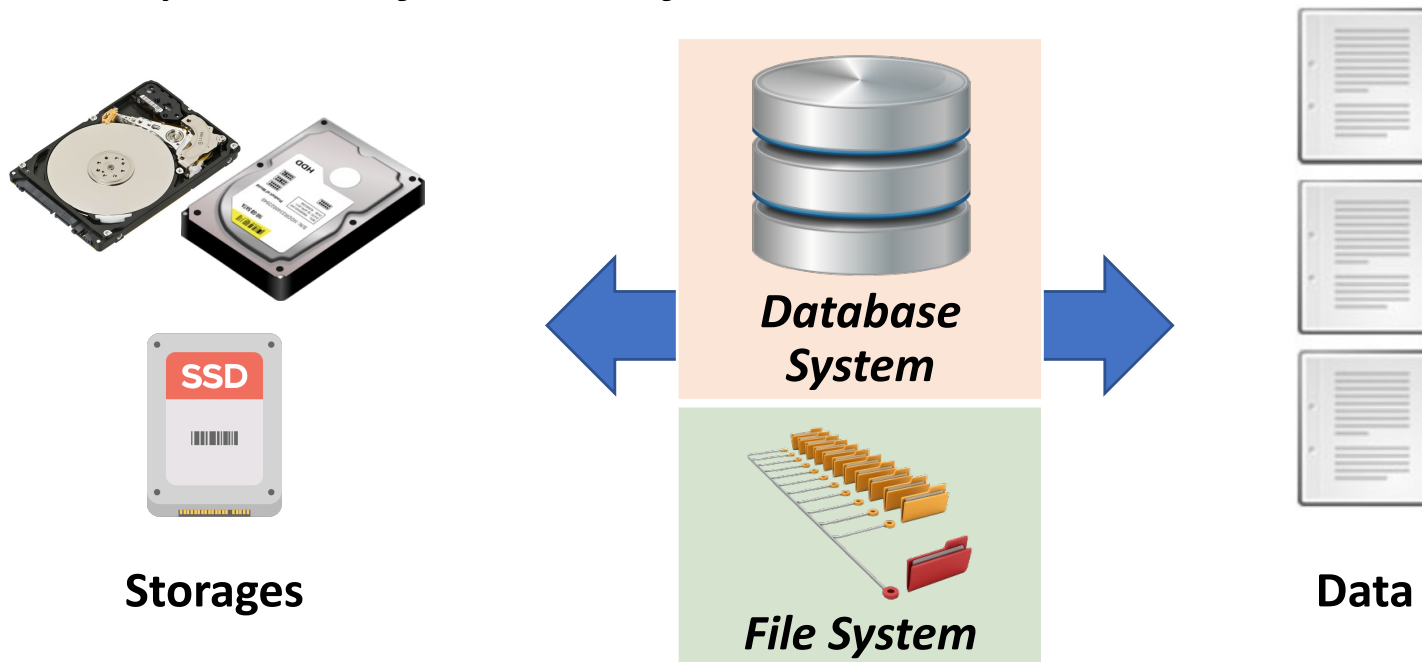 HDD
SSD
Database
System
Storages
File System
Data